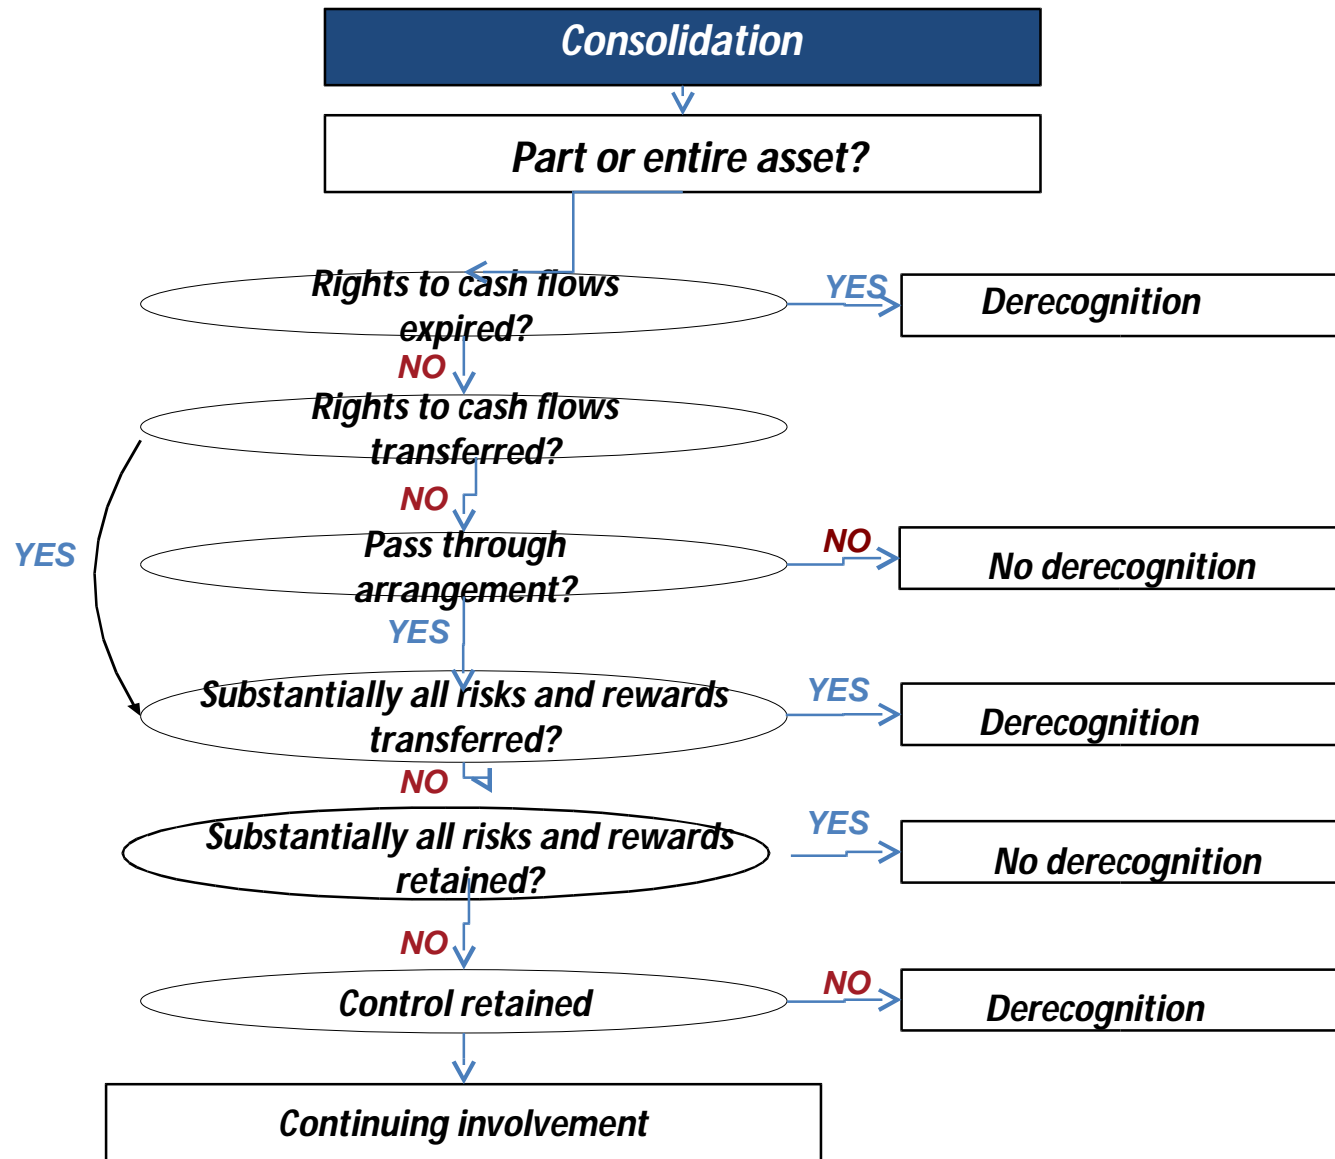 Consolidation
Part or entire asset?
Rights to cash flows
expired?
YES
Derecognition
NO
Rights to cash flows
transferred?
NO
YES
Pass through
arrangement?
NO
No derecognition
YES
Substantially all risks and rewards
transferred?
YES
Derecognition
NO
Substantially all risks and rewards
retained?
YES
No derecognition
NO
Control retained
NO
Derecognition
Continuing involvement